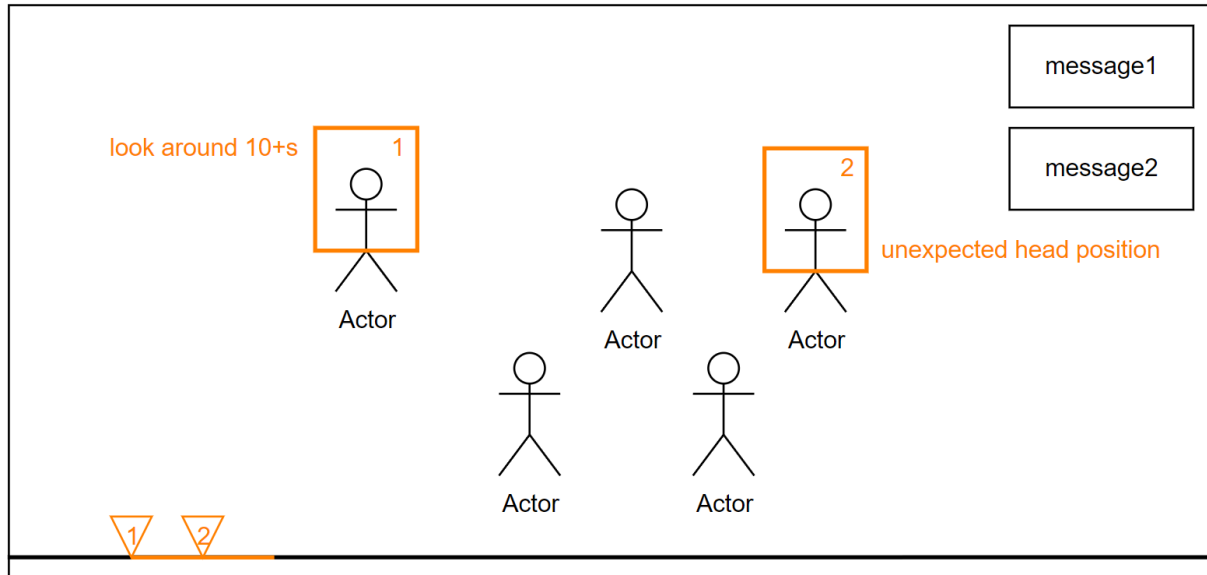 message1
look around 10+s
1
message2
2
unexpected head position
Actor
Actor
Actor
Actor
Actor
1
2